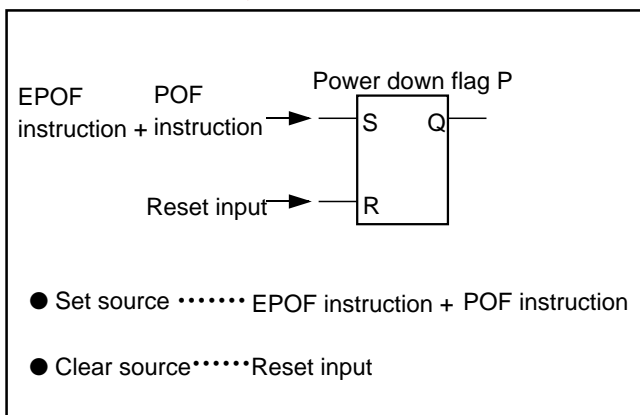 Power down flag P
EPOF instruction + POF instruction
S Q
Reset input
R
● Set source ······· EPOF instruction + POF instruction
● Clear source ······ Reset input